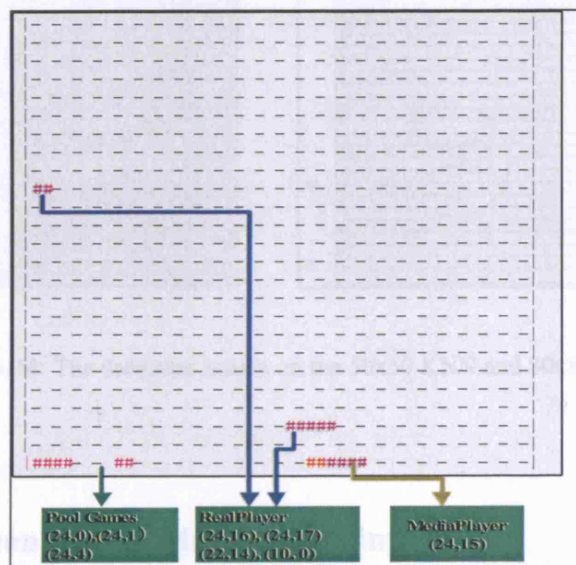 ##
#####
#### ## ######
Pool Games
(24,0),(24,1)
(24,4)
RealPlayer
(24,16), (24,17)
(22,14), (10, 0)
MediaPlayer
(24,15)